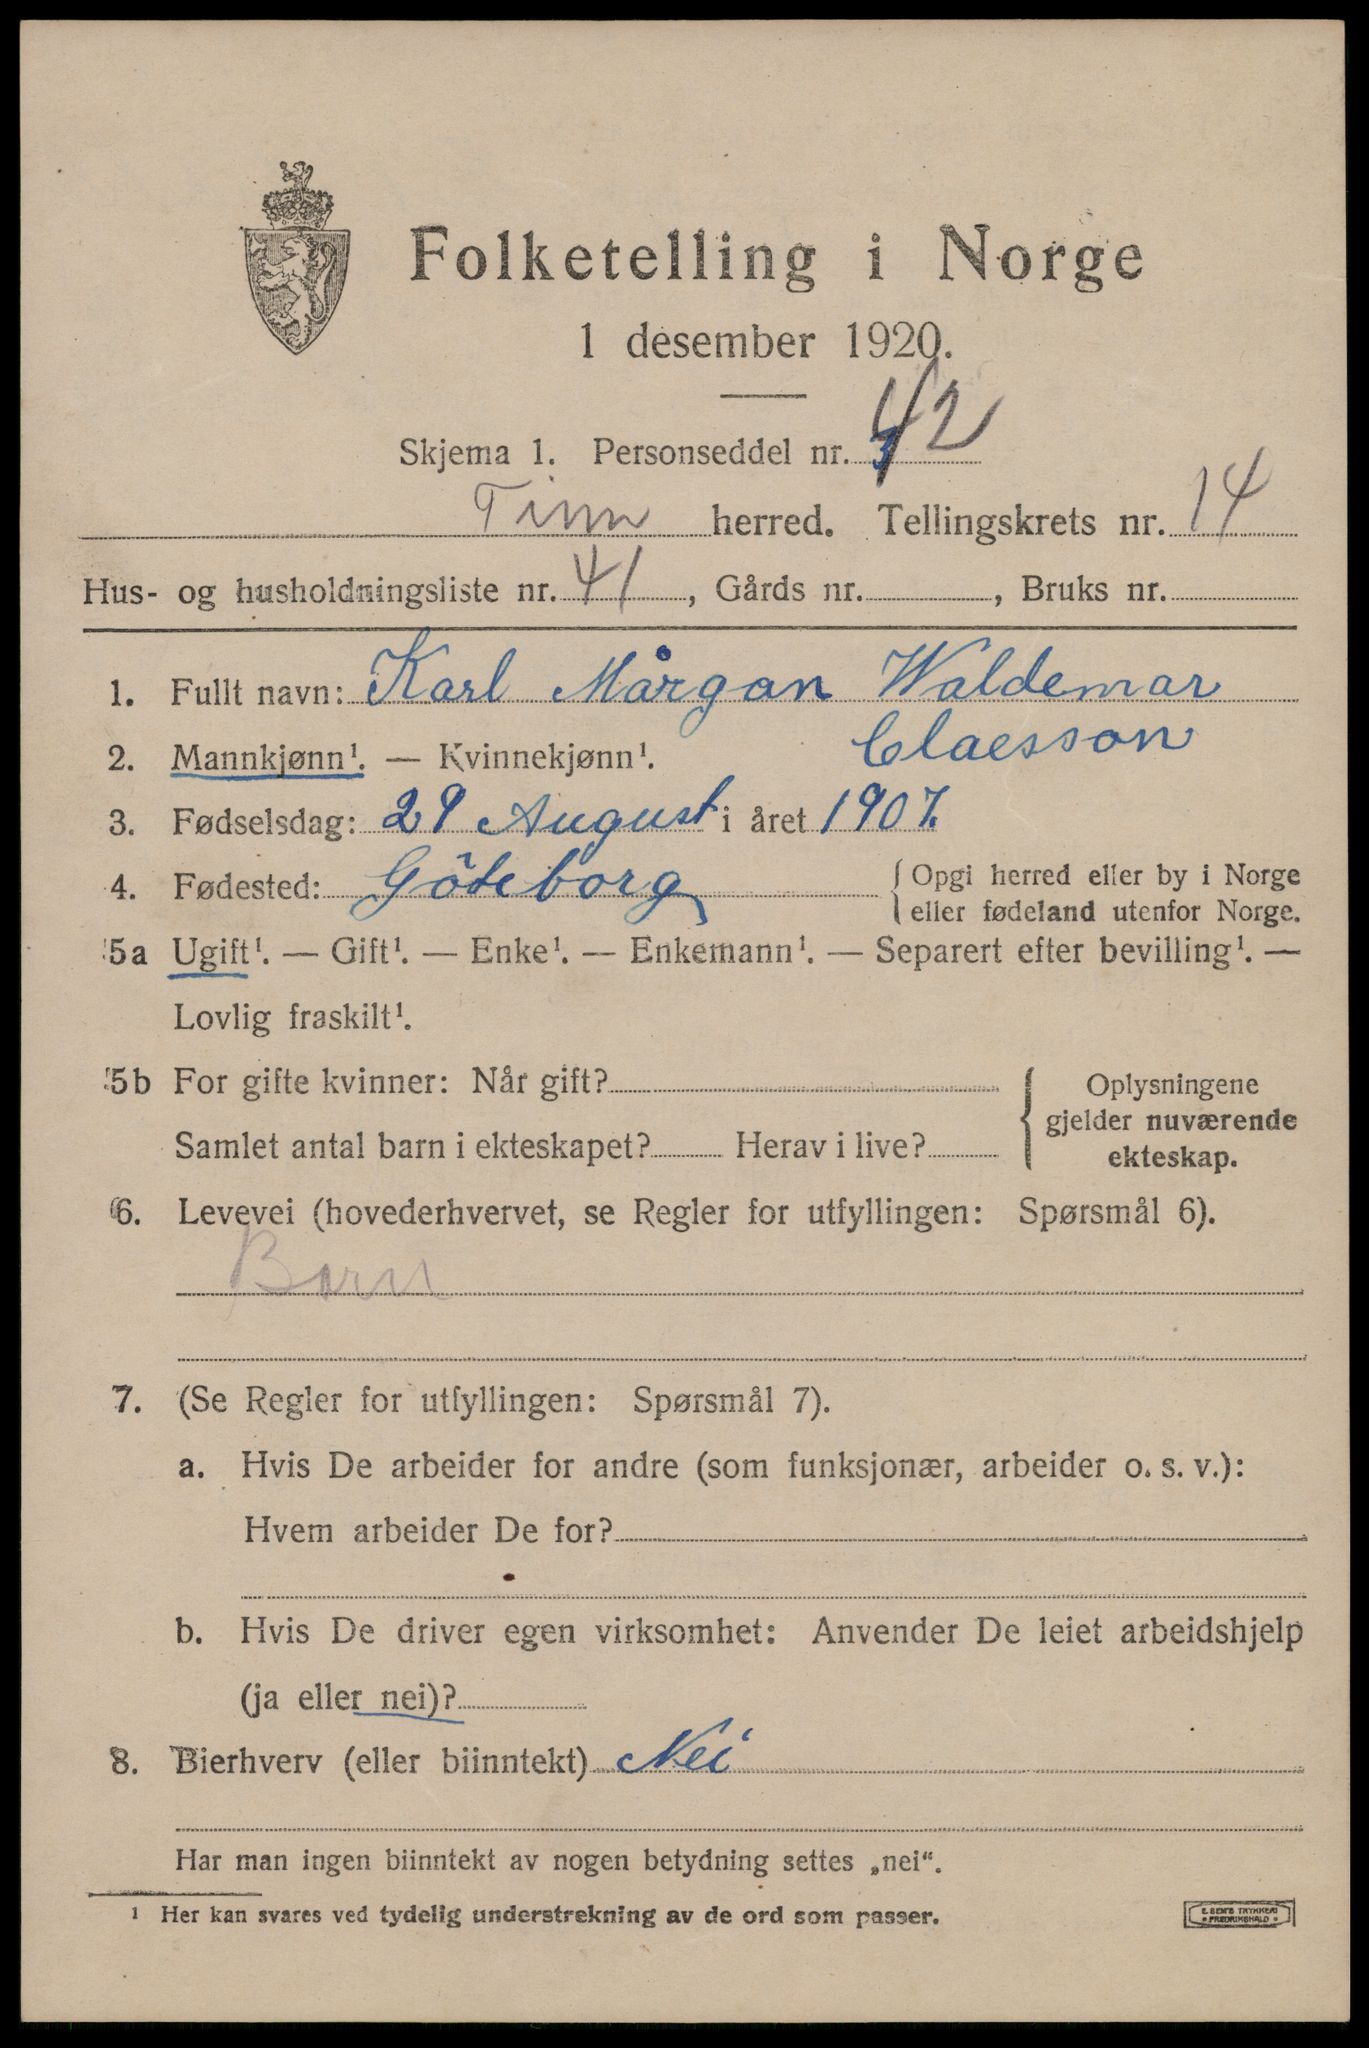 Folketelling i Norge
1 desember 1920.
Skjema 1. Personseddel nr. 42
Tinn herred. Tellingskrets nr. 14
Hus- og husholdningsliste nr. 41, Gårds nr. , Bruks nr.
1. Fullt navn: Karl Mårgan Waldemar
Claesson
2. Mannkjønn¹. — Kvinnekjønn¹.
3. Fødselsdag: 29 August i året 1907.
4. Fødested: Göteborg { Opgi herred eller by i Norge
eller fødeland utenfor Norge.
5a Ugift¹. — Gift¹. — Enke¹. — Enkemann¹. — Separert efter bevilling¹. —
Lovlig fraskilt¹.
5b For gifte kvinner: Når gift? { Oplysningene
gjelder nuværende
Samlet antal barn i ekteskapet? Herav i live? ekteskap.
6. Levevei (hovederhvervet, se Regler for utfyllingen: Spørsmål 6).
Barn
7. (Se Regler for utfyllingen: Spørsmål 7).
a. Hvis De arbeider for andre (som funksjonær, arbeider o. s. v.):
Hvem arbeider De for?
b. Hvis De driver egen virksomhet: Anvender De leiet arbeidshjelp
(ja eller nei)?
8. Bierhverv (eller biinntekt) Nei
Har man ingen biinntekt av nogen betydning settes „nei“.
¹ Her kan svares ved tydelig understrekning av de ord som passer.
E. SEM'S TRYKKERI
FREDRIKSHALD